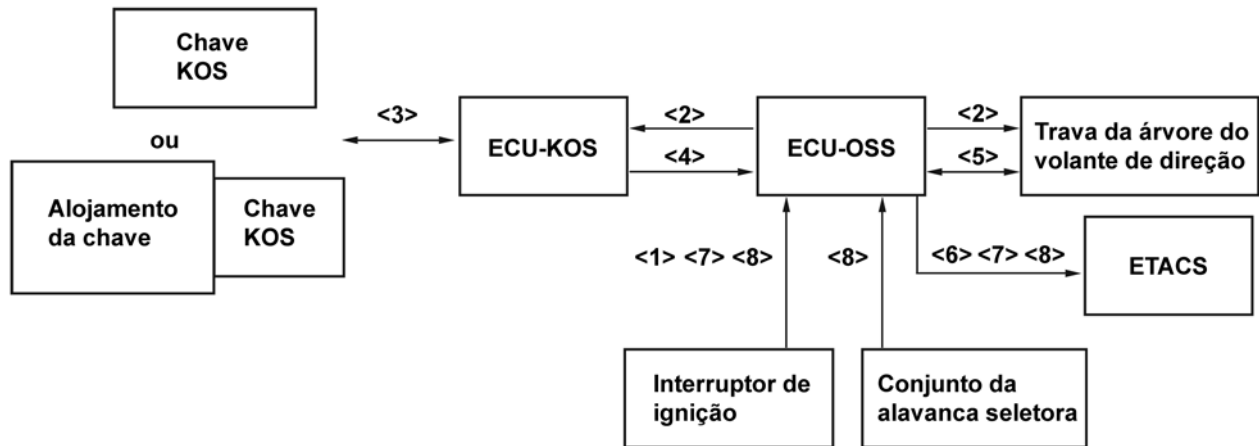 Chave
KOS
ou
Alojamento
da chave
Chave
KOS
<3>
ECU-KOS
<2>
<4>
ECU-OSS
<2>
<5>
Trava da árvore do
volante de direção
<1> <7> <8>
<8>
<6> <7> <8>
ETACS
Interruptor de
ignição
Conjunto da
alavanca seletora